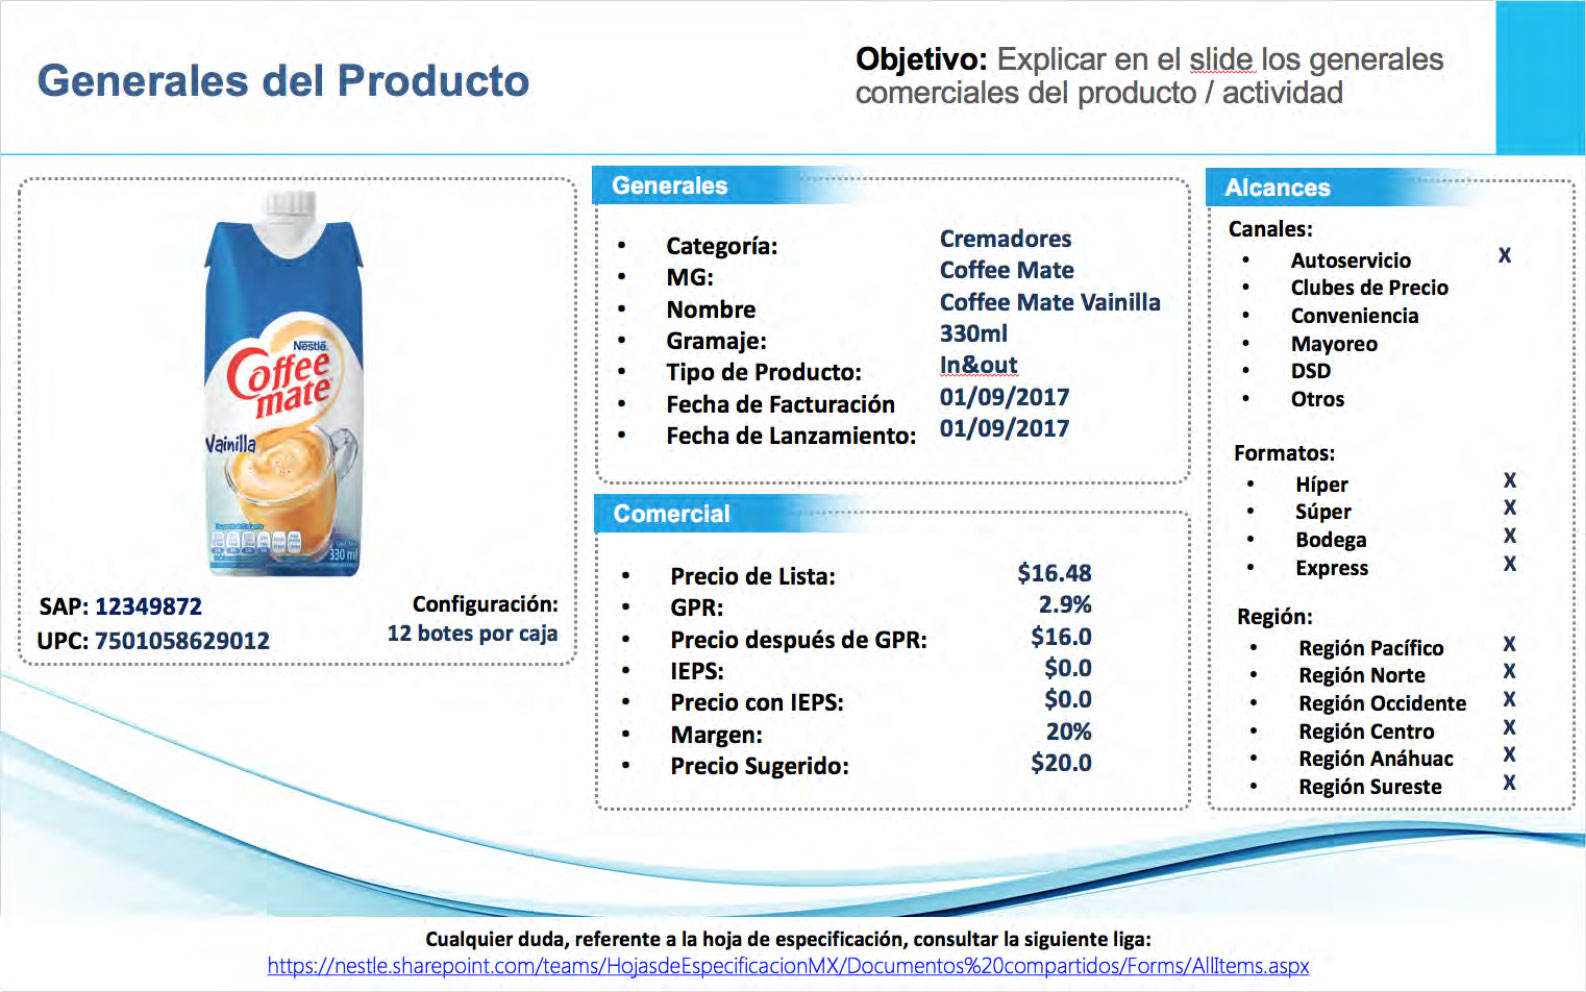 Generales del Producto
Objetivo: Explicar en el slide los generales
comerciales del producto / actividad
Nestlé.
Coffee
mate
Vainilla
330 ml
SAP: 12349872
UPC: 7501058629012
Configuración:
12 botes por caja
Generales
• Categoría: Cremadores
• MG: Coffee Mate
• Nombre Coffee Mate Vainilla
• Gramaje: 330ml
• Tipo de Producto: In&out
• Fecha de Facturación 01/09/2017
• Fecha de Lanzamiento: 01/09/2017
Comercial
• Precio de Lista: $16.48
• GPR: 2.9%
• Precio después de GPR: $16.0
• IEPS: $0.0
• Precio con IEPS: $0.0
• Margen: 20%
• Precio Sugerido: $20.0
Alcances
Canales:
• Autoservicio X
• Clubes de Precio
• Conveniencia
• Mayoreo
• DSD
• Otros
Formatos:
• Híper X
• Súper X
• Bodega X
• Express X
Región:
• Región Pacífico X
• Región Norte X
• Región Occidente X
• Región Centro X
• Región Anáhuac X
• Región Sureste X
Cualquier duda, referente a la hoja de especificación, consultar la siguiente liga:
https://nestle.sharepoint.com/teams/HojasdeEspecificacionMX/Documentos%20compartidos/Forms/AllItems.aspx